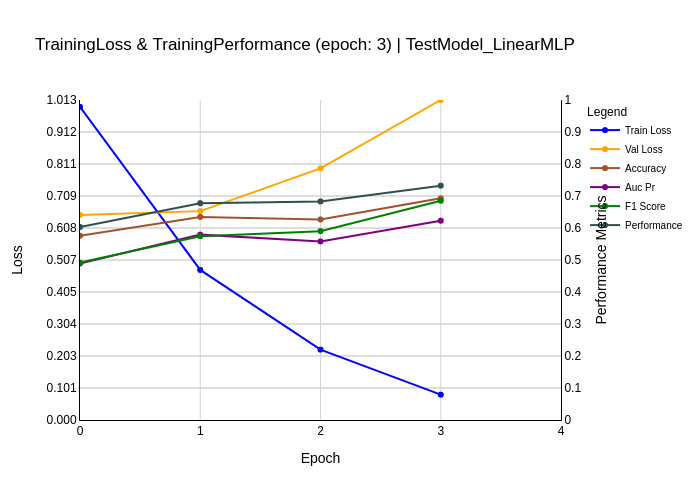 TrainingLoss & TrainingPerformance (epoch: 3) | TestModel_LinearMLP
Legend
Train Loss
Val Loss
Accuracy
Auc Pr
F1 Score
Performance
1.013
0.912
0.811
0.709
0.608
0.507
0.405
0.304
0.203
0.101
0.000
1
0.9
0.8
0.7
0.6
0.5
0.4
0.3
0.2
0.1
0
Loss
Performance Metrics
0 1 2 3 4
Epoch